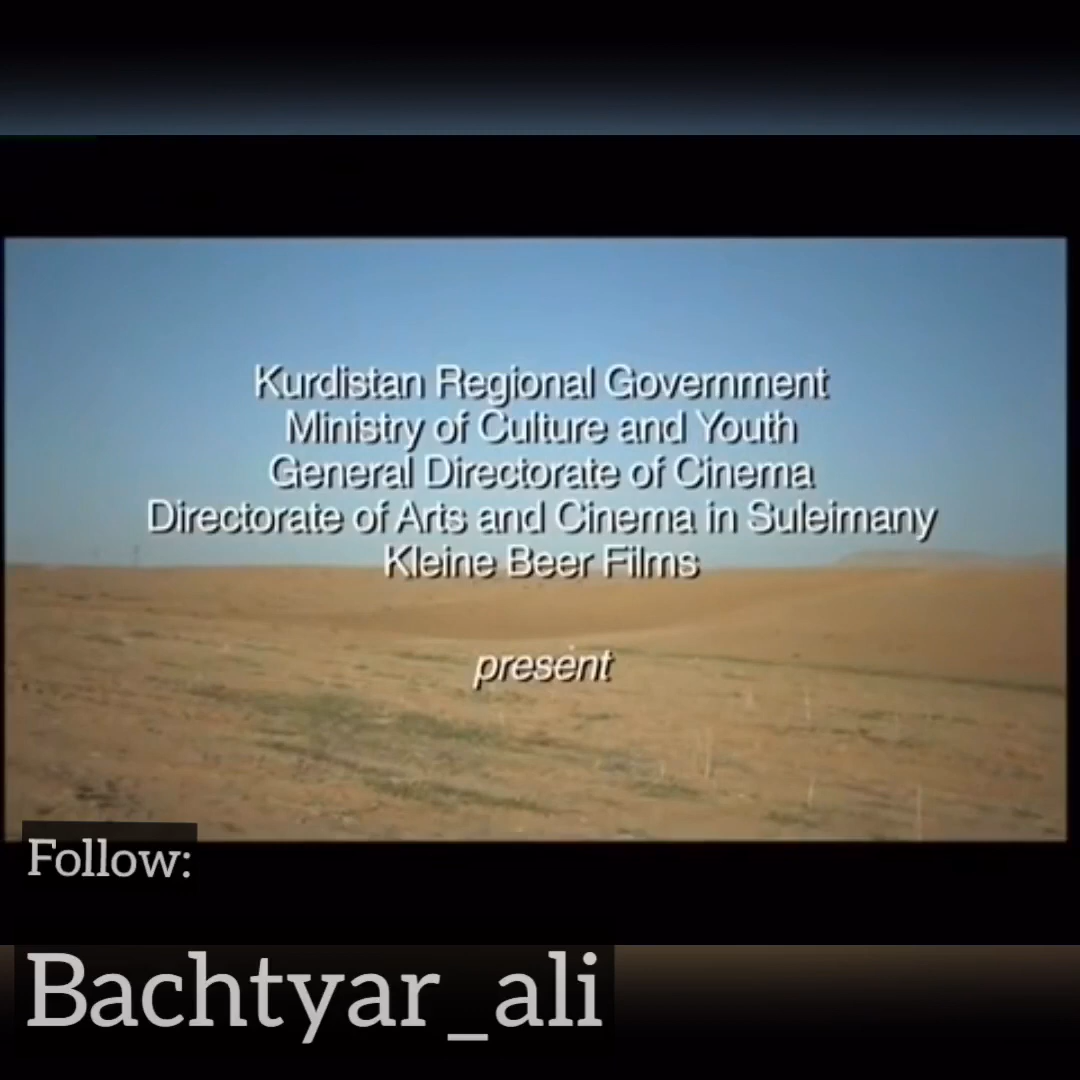 Kurdistan Regional Government
Ministry of Culture and Youth
General Directorate of Cinema
Directorate of Arts and Cinema in Suleimany
Kleine Beer Films
present
Follow:
Bachtyar_ali